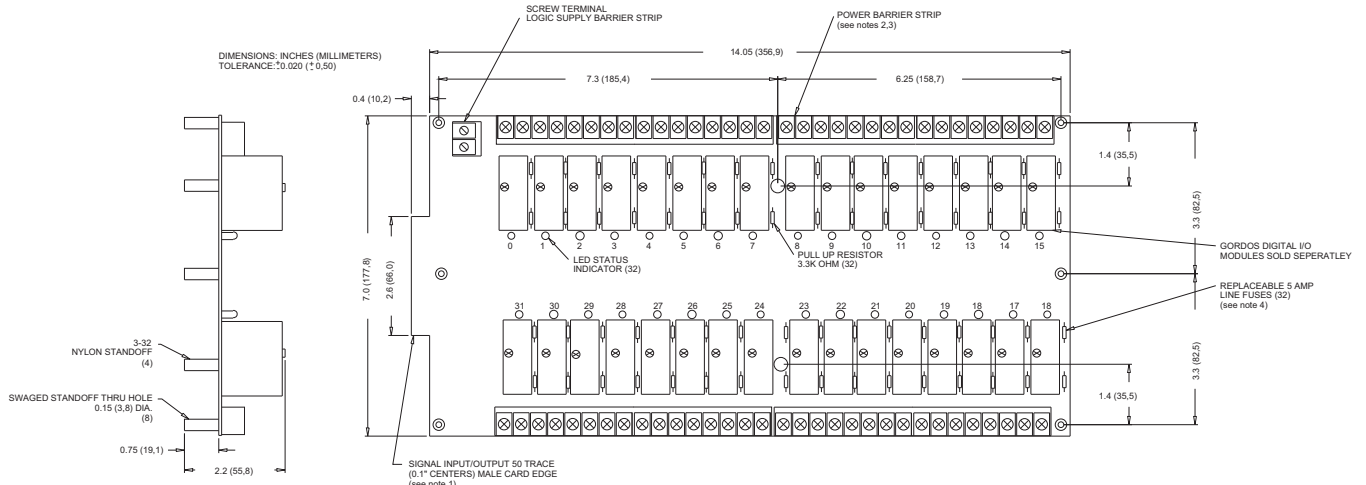 SCREW TERMINAL
LOGIC SUPPLY BARRIER STRIP
POWER BARRIER STRIP
(see notes 2,3)
DIMENSIONS: INCHES (MILLIMETERS)
TOLERANCE: ± 0.020 (± 0,50)
14.05 (356,9)
7.3 (185,4)
6.25 (158,7)
0.4 (10,2)
1.4 (35,5)
3.3 (82,5)
7.0 (177,8)
2.6 (66,0)
0 1 2 3 4 5 6 7 8 9 10 11 12 13 14 15
LED STATUS
INDICATOR (32)
PULL UP RESISTOR
3.3K OHM (32)
GORDOS DIGITAL I/O
MODULES SOLD SEPERATLEY
REPLACEABLE 5 AMP
LINE FUSES (32)
(see note 4)
31 30 29 28 27 26 25 24 23 22 21 20 19 18 17 18
3-32
NYLON STANDOFF
(4)
SWAGED STANDOFF THRU HOLE
0.15 (3,8) DIA.
(8)
3.3 (82,5)
1.4 (35,5)
0.75 (19,1)
2.2 (55,8)
SIGNAL INPUT/OUTPUT 50 TRACE
(0.1" CENTERS) MALE CARD EDGE
(see note 1)